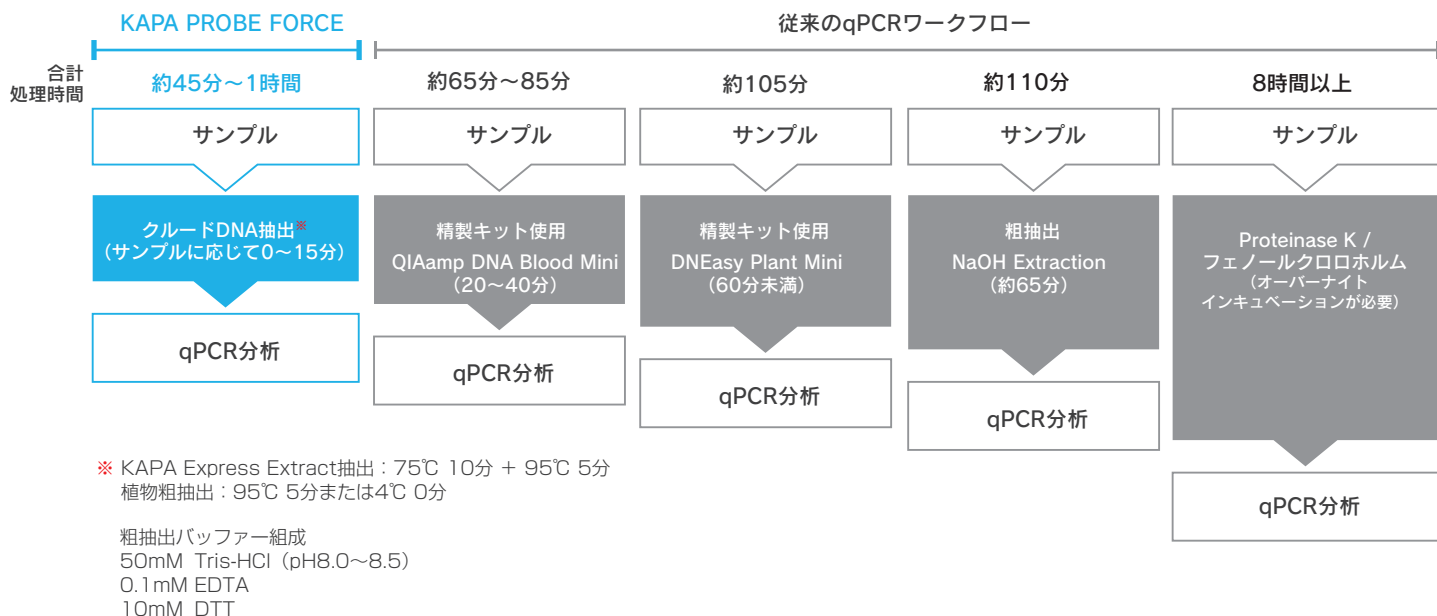 KAPA PROBE FORCE
従来のqPCRワークフロー
合計
処理時間
約45分～1時間
約65分～85分
約105分
約110分
8時間以上
サンプル
サンプル
サンプル
サンプル
サンプル
クルードDNA抽出※
（サンプルに応じて0～15分）
精製キット使用
QIAamp DNA Blood Mini
（20～40分）
精製キット使用
DNEasy Plant Mini
（60分未満）
粗抽出
NaOH Extraction
（約65分）
Proteinase K /
フェノールクロロホルム
（オーバーナイト
インキュベーションが必要）
qPCR分析
qPCR分析
qPCR分析
qPCR分析
qPCR分析
※ KAPA Express Extract抽出：75℃ 10分 + 95℃ 5分
植物粗抽出：95℃ 5分または4℃ 0分
粗抽出バッファー組成
50mM Tris-HCl（pH8.0～8.5）
0.1mM EDTA
10mM DTT